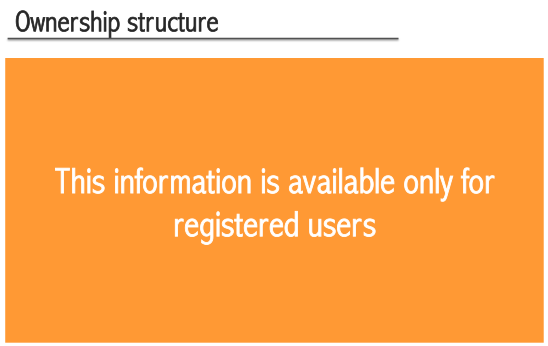 Ownership structure
This information is available only for
registered users